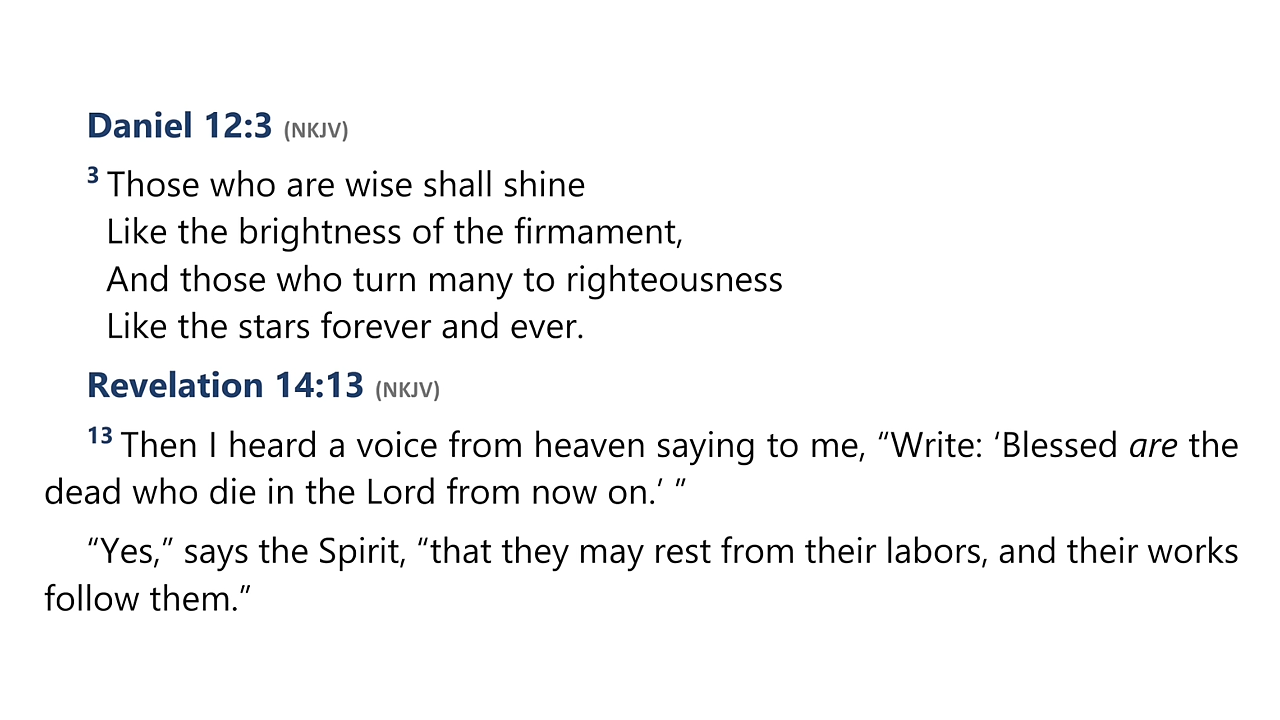 Daniel 12:3 (NKJV)
3 Those who are wise shall shine
Like the brightness of the firmament,
And those who turn many to righteousness
Like the stars forever and ever.
Revelation 14:13 (NKJV)
13 Then I heard a voice from heaven saying to me, “Write: ‘Blessed are the
dead who die in the Lord from now on.’ ”
“Yes,” says the Spirit, “that they may rest from their labors, and their works
follow them.”